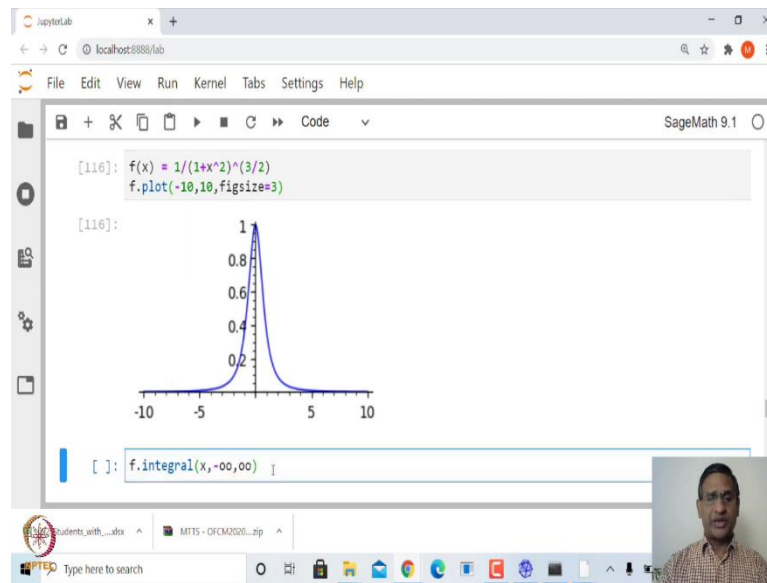 JupyterLab
localhost:8888/lab
File Edit View Run Kernel Tabs Settings Help
Code
SageMath 9.1
[116]: f(x) = 1/(1+x^2)^(3/2)
f.plot(-10,10,figsize=3)
[116]:
1
0.8
0.6
0.4
0.2
-10 -5 5 10
[ ]: f.integral(x,-oo,oo)
MTTS - OFCM2020...zip
Type here to search